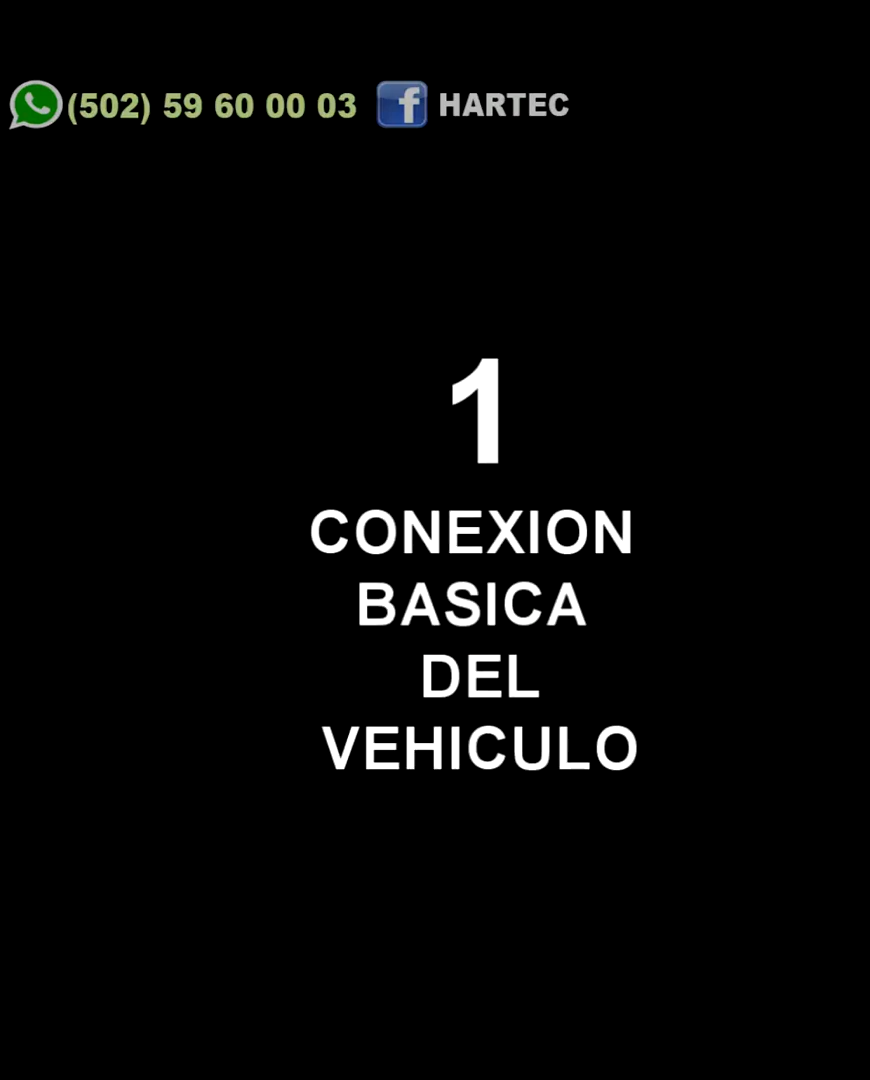 (502) 59 60 00 03 HARTEC
1
CONEXION
BASICA
DEL
VEHICULO